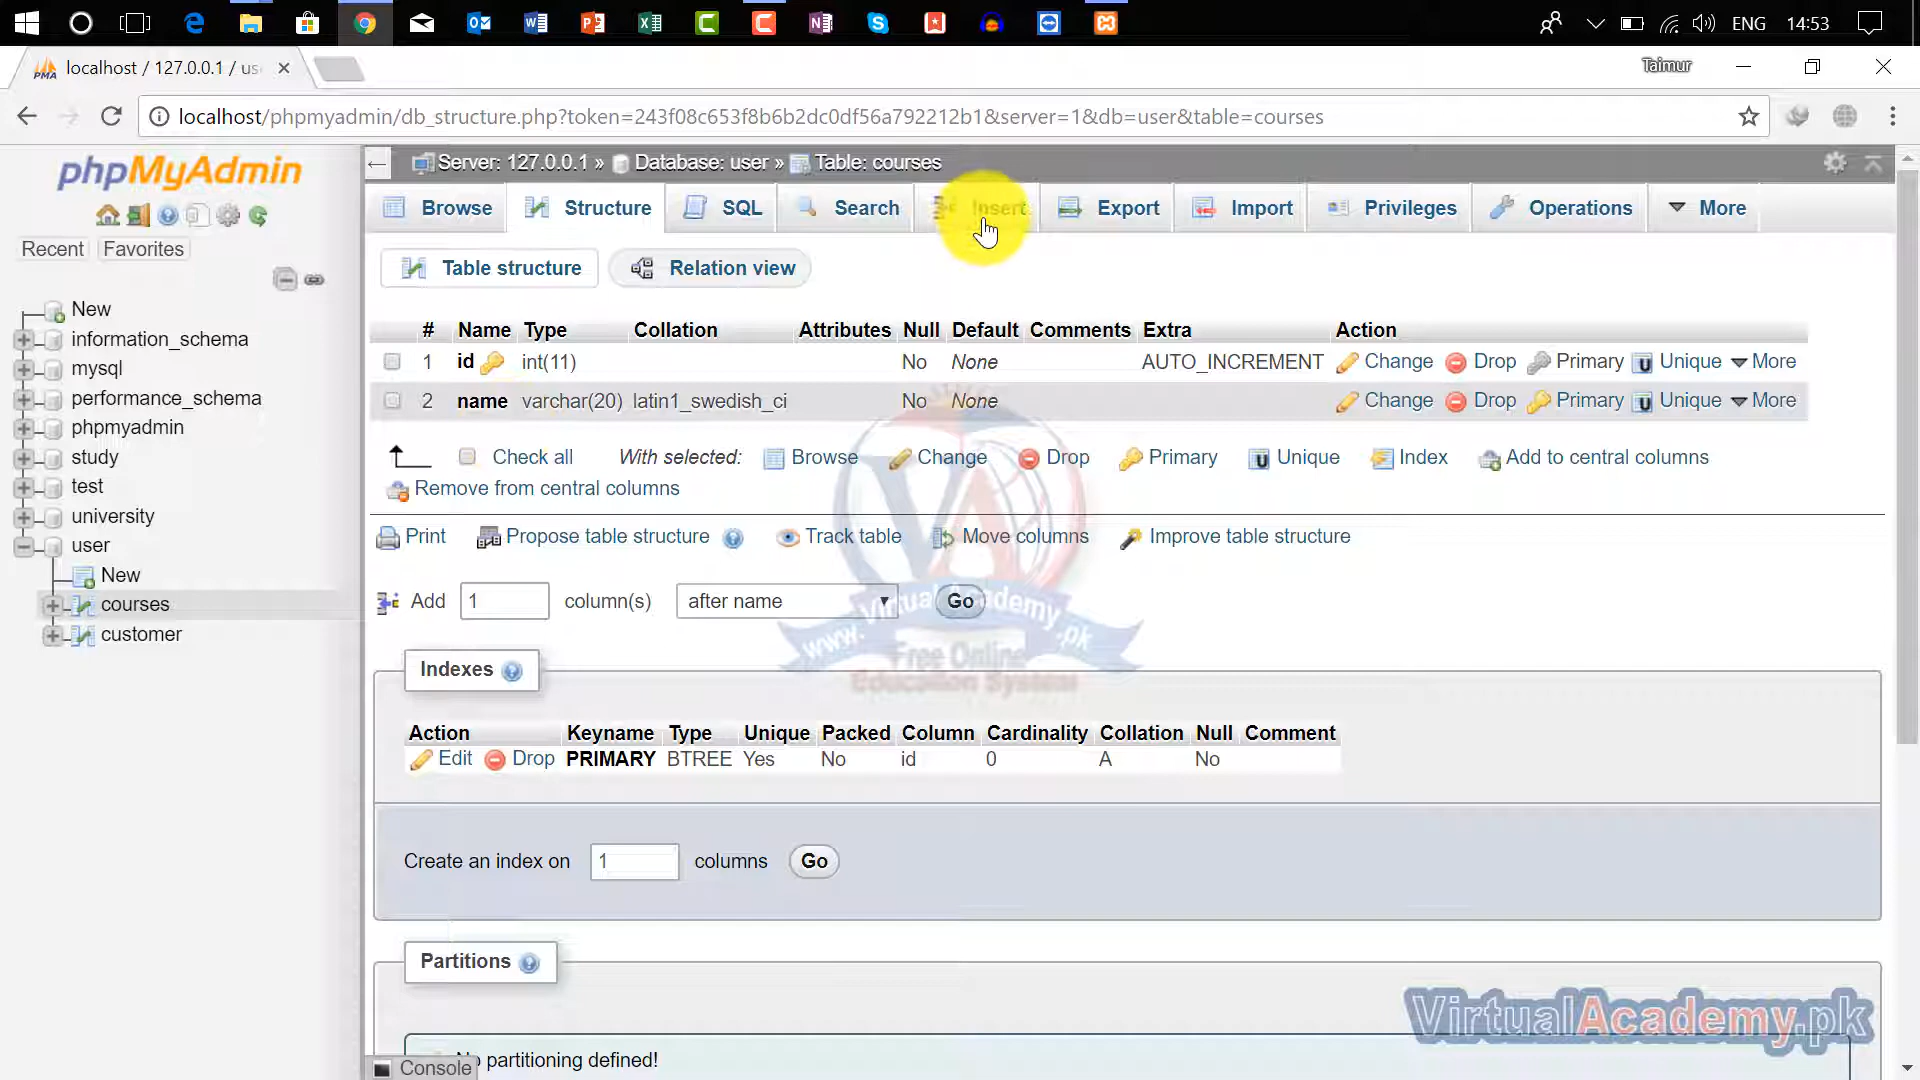 ENG 14:53
localhost / 127.0.0.1 / us
Taimur
localhost/phpmyadmin/db_structure.php?token=243f08c653f8b6b2dc0df56a792212b1&server=1&db=user&table=courses
phpMyAdmin
Server: 127.0.0.1 » Database: user » Table: courses
Browse Structure SQL Search Insert Export Import Privileges Operations More
Recent Favorites
Table structure Relation view
New
information_schema
mysql
performance_schema
phpmyadmin
study
test
university
user
New
courses
customer
# Name Type Collation Attributes Null Default Comments Extra Action
1 id int(11) No None AUTO_INCREMENT Change Drop Primary Unique More
2 name varchar(20) latin1_swedish_ci No None Change Drop Primary Unique More
Check all With selected: Browse Change Drop Primary Unique Index Add to central columns
Remove from central columns
Print Propose table structure Track table Move columns Improve table structure
Add 1 column(s) after name Go
www.VirtualAcademy.pk
Free Online
Education System
Indexes
Action Keyname Type Unique Packed Column Cardinality Collation Null Comment
Edit Drop PRIMARY BTREE Yes No id 0 A No
Create an index on 1 columns Go
Partitions
partitioning defined!
Console
VirtualAcademy.pk